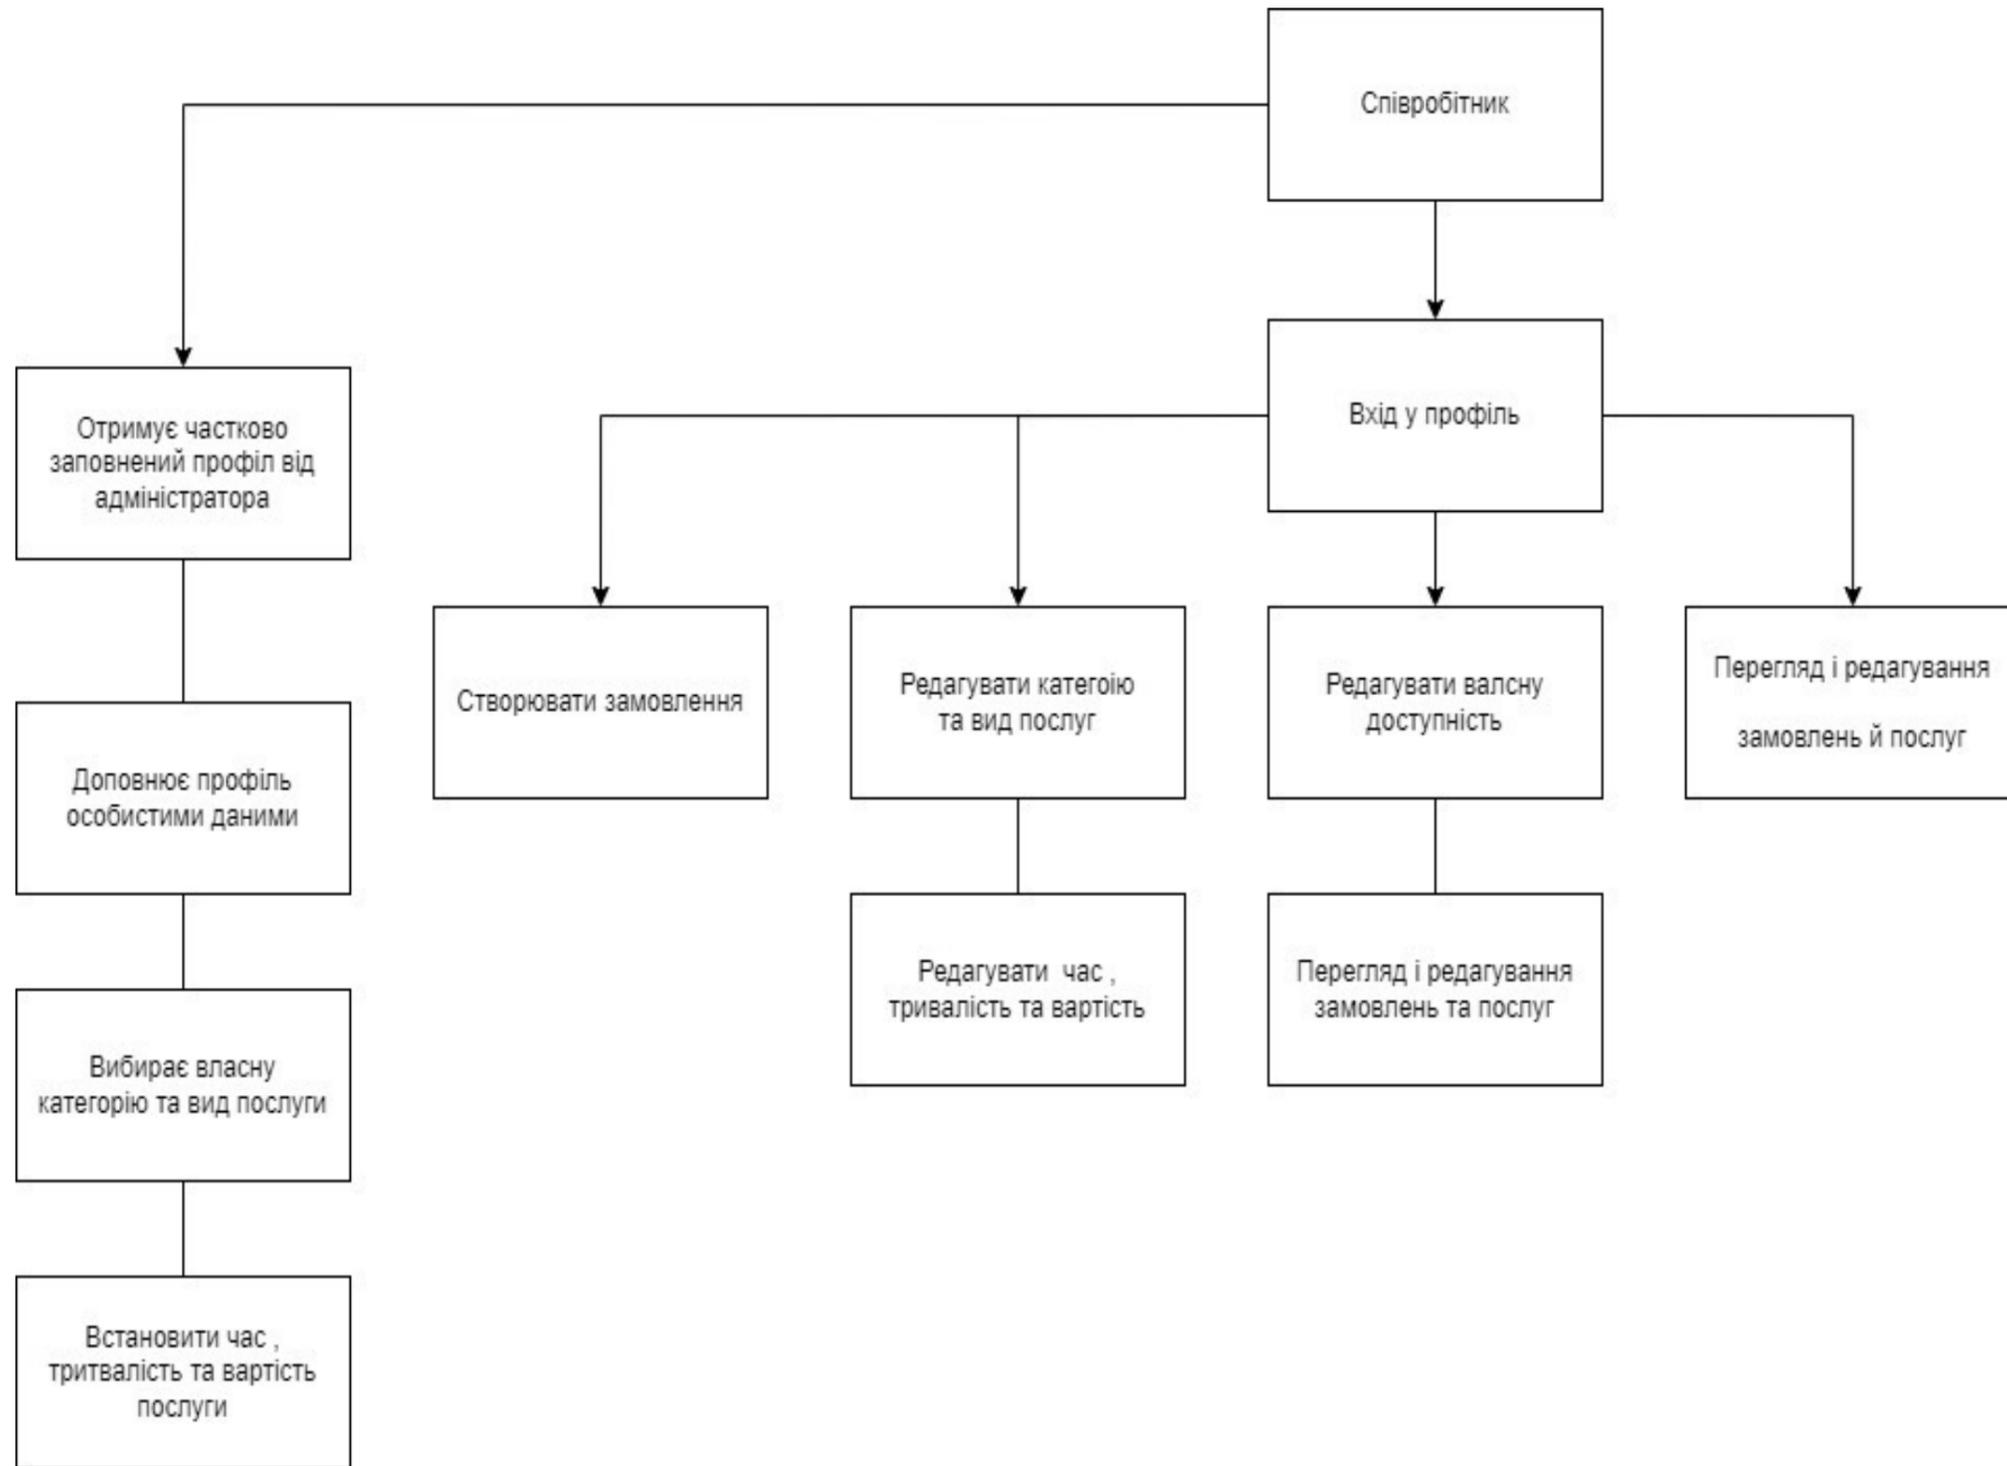 Співробітник
Вхід у профіль
Отримує частково
заповнений профіл від
адміністратора
Створювати замовлення
Редагувати категоію
та вид послуг
Редагувати валсну
доступність
Перегляд і редагування
замовлень й послуг
Доповнює профіль
особистими даними
Редагувати час ,
тривалість та вартість
Перегляд і редагування
замовлень та послуг
Вибирає власну
категорію та вид послуги
Встановити час ,
тритвалість та вартість
послуги